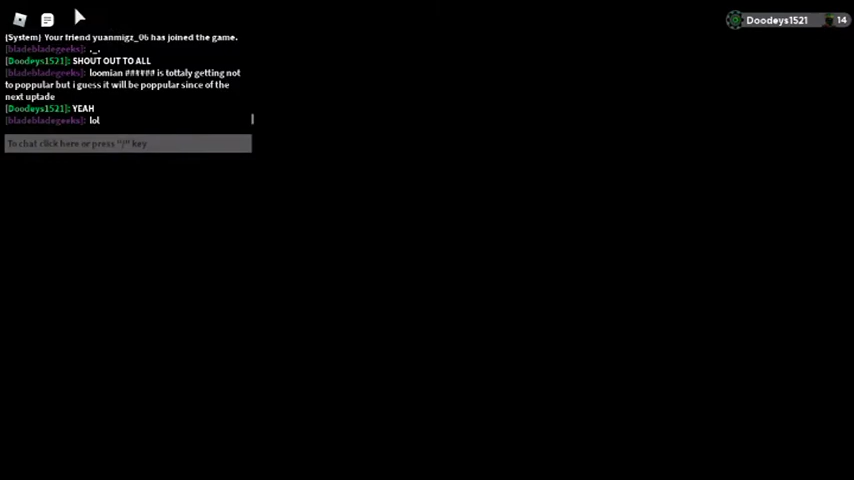 [System] Your friend yuanmigz_06 has joined the game.
[bladebladegeeks]: ._.
[Doodeys1521]: SHOUT OUT TO ALL
[bladebladegeeks]: loomian ###### is tottaly getting not
to poppular but i guess it will be poppular since of the
next uptade
[Doodeys1521]: YEAH
[bladebladegeeks]: lol
To chat click here or press "/" key
Doodeys1521
14